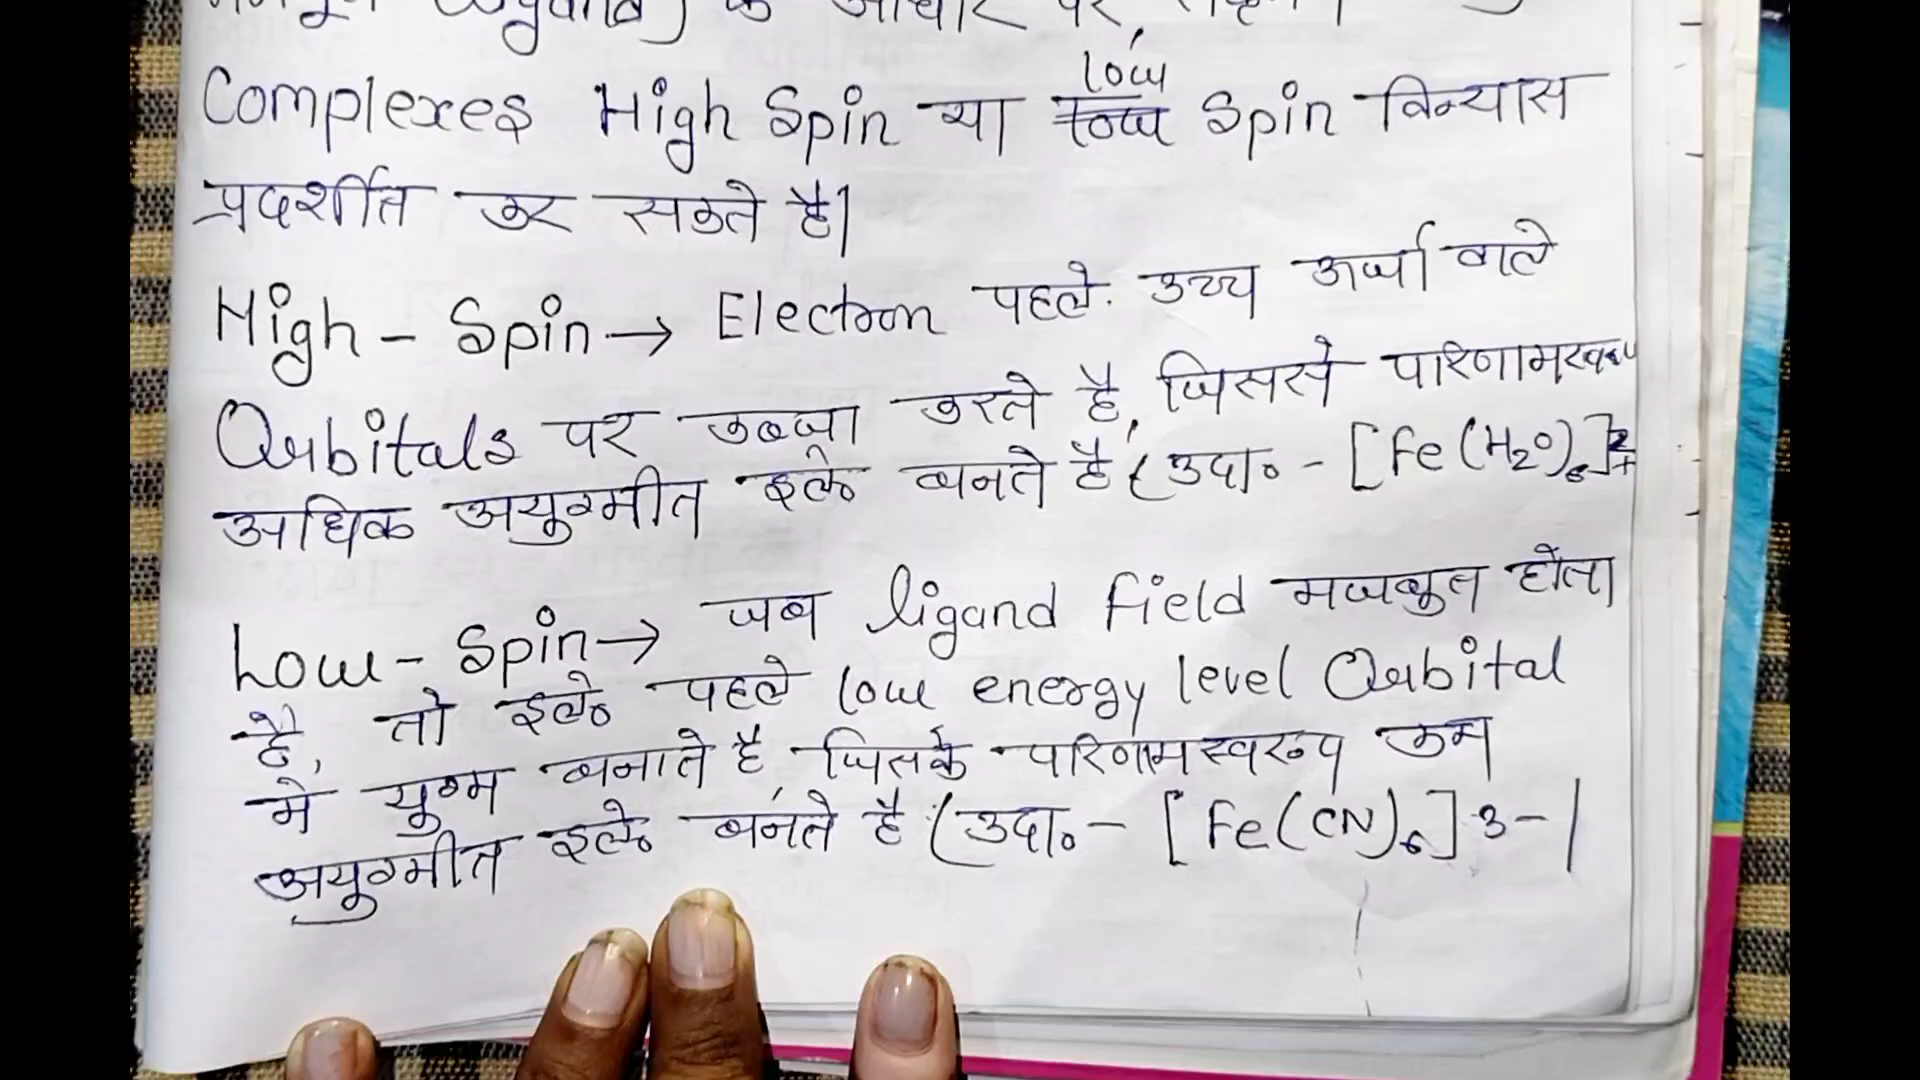 के आधार पर
low
Complexes High Spin या low Spin विन्यास
प्रदर्शीत कर सकते है।
High - Spin → Electron पहले उच्च ऊर्जा वाले
Orbitals पर कब्जा करते है, जिससे परिणामस्वरूप
अधिक अयुग्मीत इले० बनते है (उदा० - [Fe(H₂O)₆]²⁺
Low - Spin → जब ligand field मजबुत होता
है, तो इले० पहले low energy level Orbital
मे युग्म बनाते है, जिसके परिणामस्वरूप कम
अयुग्मीत इले० बनते है (उदा० - [Fe(CN)₆]3-|